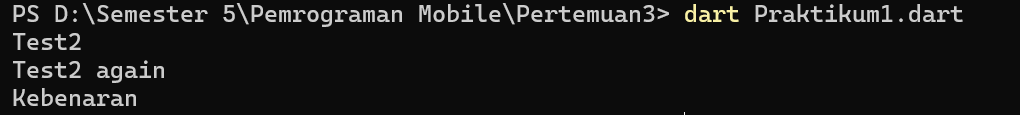 PS D:\Semester 5\Pemrograman Mobile\Pertemuan3> dart Praktikum1.dart
Test2
Test2 again
Kebenaran